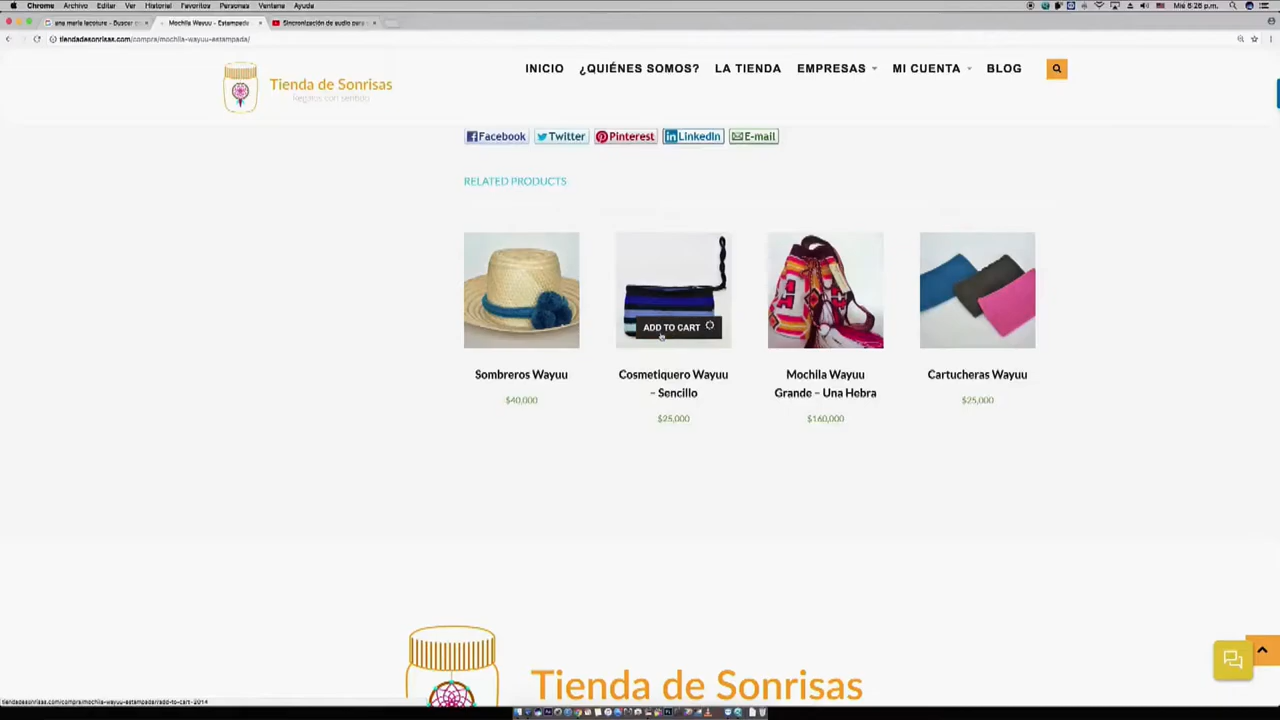 Chrome Archivo Editar Ver Historial Favoritos Personas Ventana Ayuda
Mié 6:26 p.m.
ana maria lacouture - Buscar
Mochila Wayuu – Estampada
Sincronización de audio para
tiendadesonrisas.com/compra/mochila-wayuu-estampada/
Tienda de Sonrisas
Regalos con sentido
INICIO ¿QUIÉNES SOMOS? LA TIENDA EMPRESAS MI CUENTA BLOG
Facebook Twitter Pinterest LinkedIn E-mail
RELATED PRODUCTS
ADD TO CART
Sombreros Wayuu
$40,000
Cosmetiquero Wayuu
– Sencillo
$25,000
Mochila Wayuu
Grande – Una Hebra
$160,000
Cartucheras Wayuu
$25,000
Tienda de Sonrisas
tiendadesonrisas.com/compra/mochila-wayuu-estampada/?add-to-cart=2014